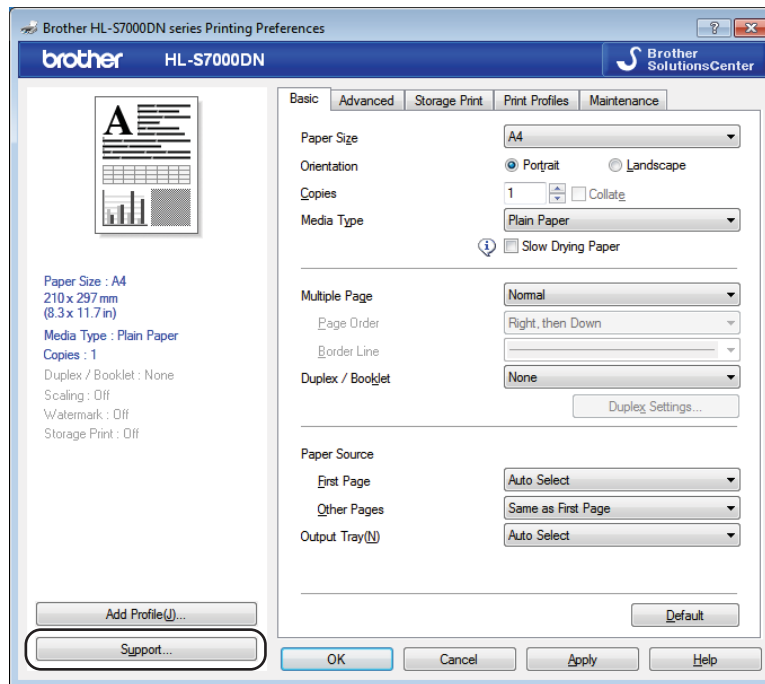 Brother HL-S7000DN series Printing Preferences
brother HL-S7000DN Brother SolutionsCenter
A
Paper Size : A4
210 x 297 mm
(8.3 x 11.7 in)
Media Type : Plain Paper
Copies : 1
Duplex / Booklet : None
Scaling : Off
Watermark : Off
Storage Print : Off
Add Profile(J)...
Support...
Basic Advanced Storage Print Print Profiles Maintenance
Paper Size A4
Orientation Portrait Landscape
Copies 1 Collate
Media Type Plain Paper
Slow Drying Paper
Multiple Page Normal
Page Order Right, then Down
Border Line
Duplex / Booklet None
Duplex Settings...
Paper Source
First Page Auto Select
Other Pages Same as First Page
Output Tray(N) Auto Select
Default
OK Cancel Apply Help